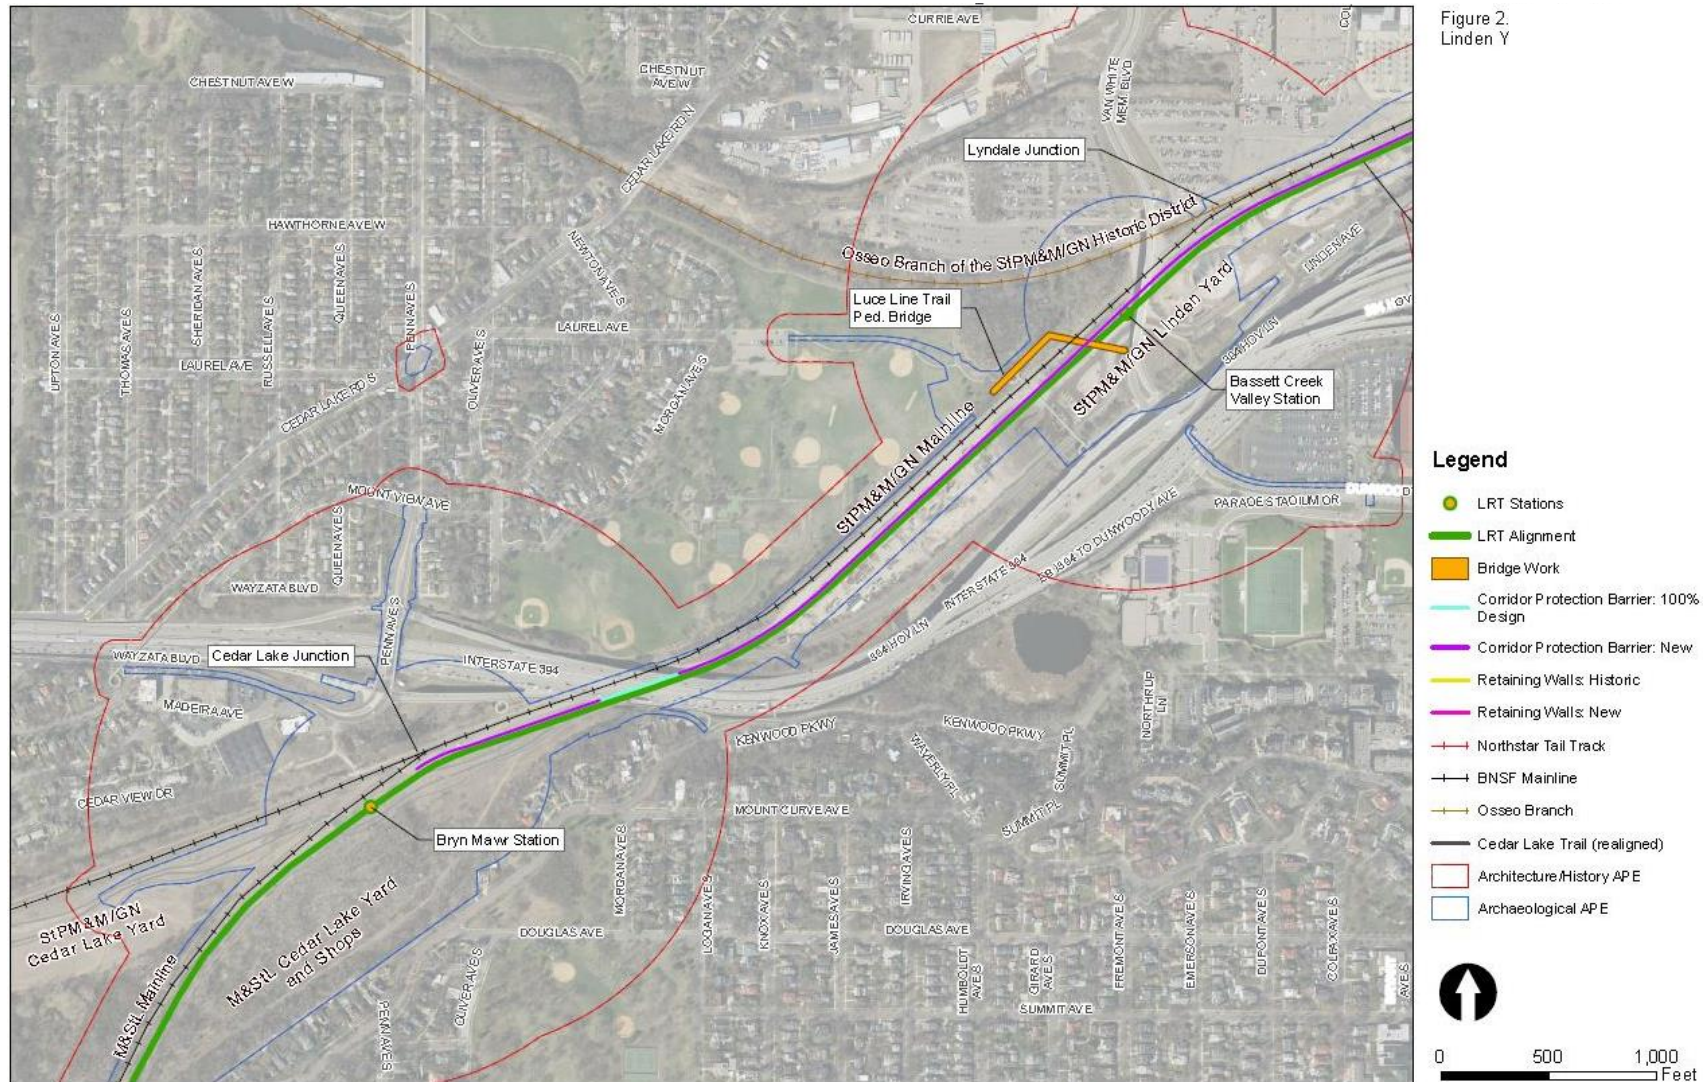 Figure 2.
Linden Y
CURRIE AVE
COL
CHESTNUT AVE W
CHESTNUT
AVE W
VAN WHITE
MEM. BLVD
CEDAR LAKE RD N
Lyndale Junction
HAWTHORNE AVE W
NEWTON AVE S
Osseo Branch of the StPM&M/GN Historic District
LINDEN AVE
UPTON AVE S
THOMAS AVE S
SHERIDAN AVE S
RUSSELL AVE S
QUEEN AVE S
PENN AVE S
OLIVER AVE S
LAUREL AVE
LAUREL AVE
MORGAN AVE S
CEDAR LAKE RD S
Luce Line Trail
Ped. Bridge
StPM&M/GN Linden Yard
394 HOV LN
Bassett Creek
Valley Station
StPM&M/GN Mainline
MOUNT VIEW AVE
QUEEN AVE S
PARADE STADIUM DR
WAYZATA BLVD
PENN AVE S
INTERSTATE 394
EB I394 TO DUNWOODY AVE
394 HOV LN
WAYZATA BLVD
Cedar Lake Junction
INTERSTATE 394
MADEIRA AVE
KENWOOD PKWY
KENWOOD PKWY
WAVERLY PL
SUMMIT PL
NORTHRUP
LN
CEDAR VIEW DR
MOUNT CURVE AVE
SUMMIT PL
Bryn Mawr Station
MORGAN AVE S
LOGAN AVE S
KNOX AVE S
JAMES AVE S
IRVING AVE S
StPM&M/GN
Cedar Lake Yard
M&StL Cedar Lake Yard
and Shops
DOUGLAS AVE
DOUGLAS AVE
HUMBOLDT
AVE S
GIRARD
AVE S
FREMONT AVE S
EMERSON AVE S
DUPONT AVE S
COLFAX AVE S
AVE S
M&StL Mainline
PENN AVE S
OLIVER AVE S
SUMMIT AVE
Legend
LRT Stations
LRT Alignment
Bridge Work
Corridor Protection Barrier: 100%
Design
Corridor Protection Barrier: New
Retaining Walls: Historic
Retaining Walls: New
Northstar Tail Track
BNSF Mainline
Osseo Branch
Cedar Lake Trail (realigned)
Architecture/History APE
Archaeological APE
0 500 1,000
Feet